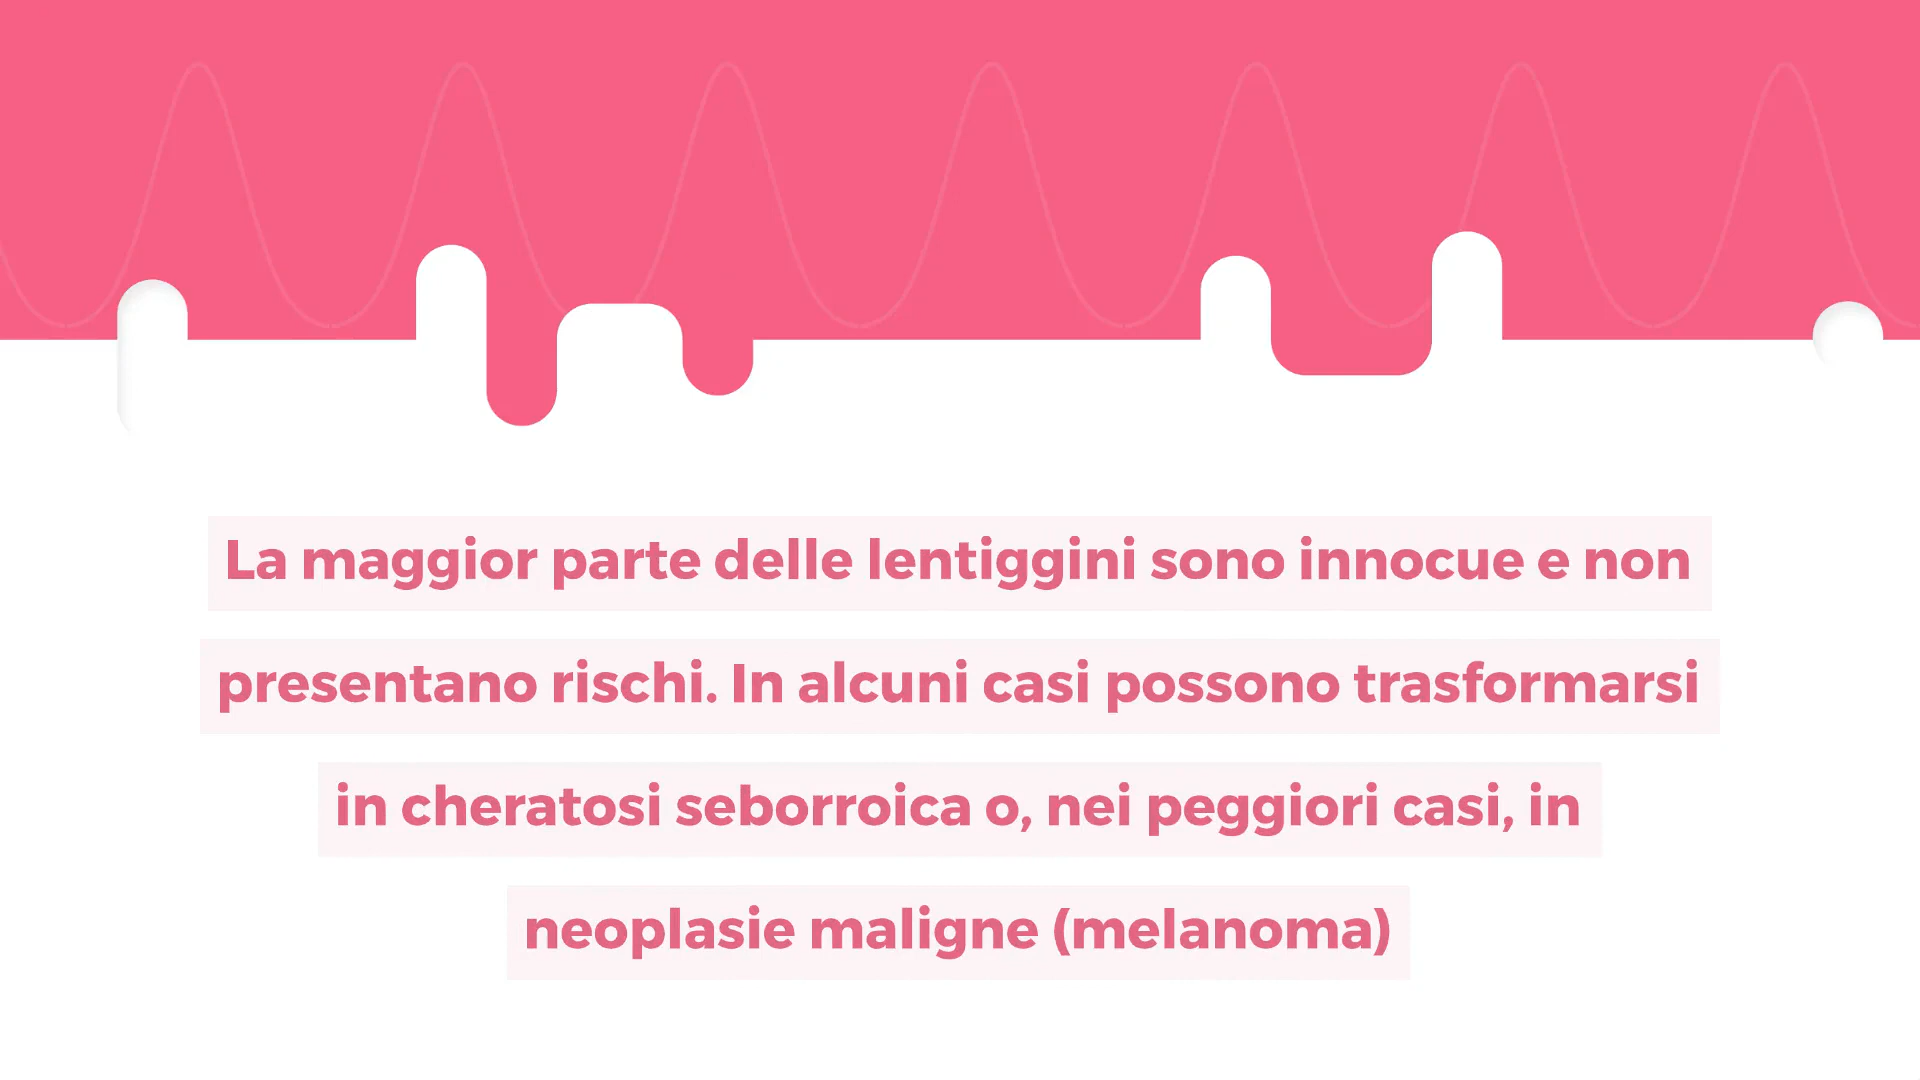 La maggior parte delle lentiggini sono innocue e non
presentano rischi. In alcuni casi possono trasformarsi
in cheratosi seborroica o, nei peggiori casi, in
neoplasie maligne (melanoma)